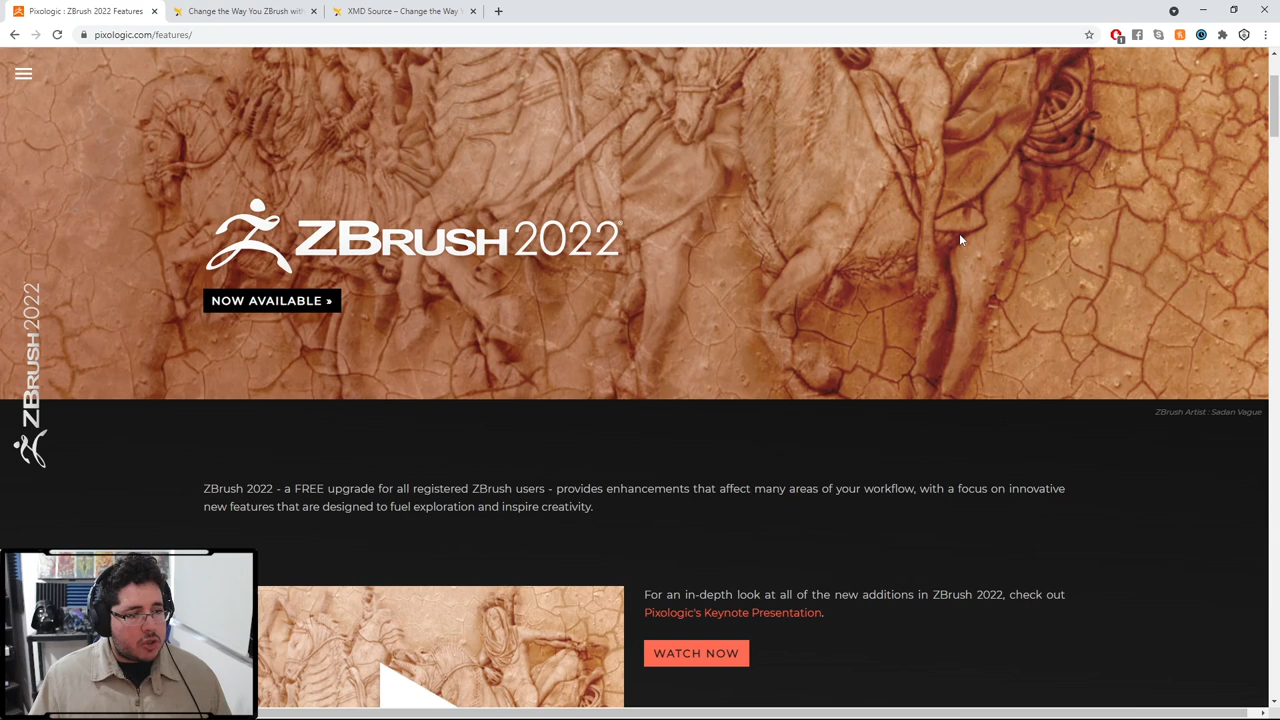 Pixologic : ZBrush 2022 Features
Change the Way You ZBrush with
XMD Source – Change the Way
pixologic.com/features/
1
ZBRUSH 2022®
NOW AVAILABLE »
ZBRUSH2022
ZBrush Artist : Sadan Vague
ZBrush 2022 - a FREE upgrade for all registered ZBrush users - provides enhancements that affect many areas of your workflow, with a focus on innovative
new features that are designed to fuel exploration and inspire creativity.
For an in-depth look at all of the new additions in ZBrush 2022, check out
Pixologic's Keynote Presentation.
WATCH NOW